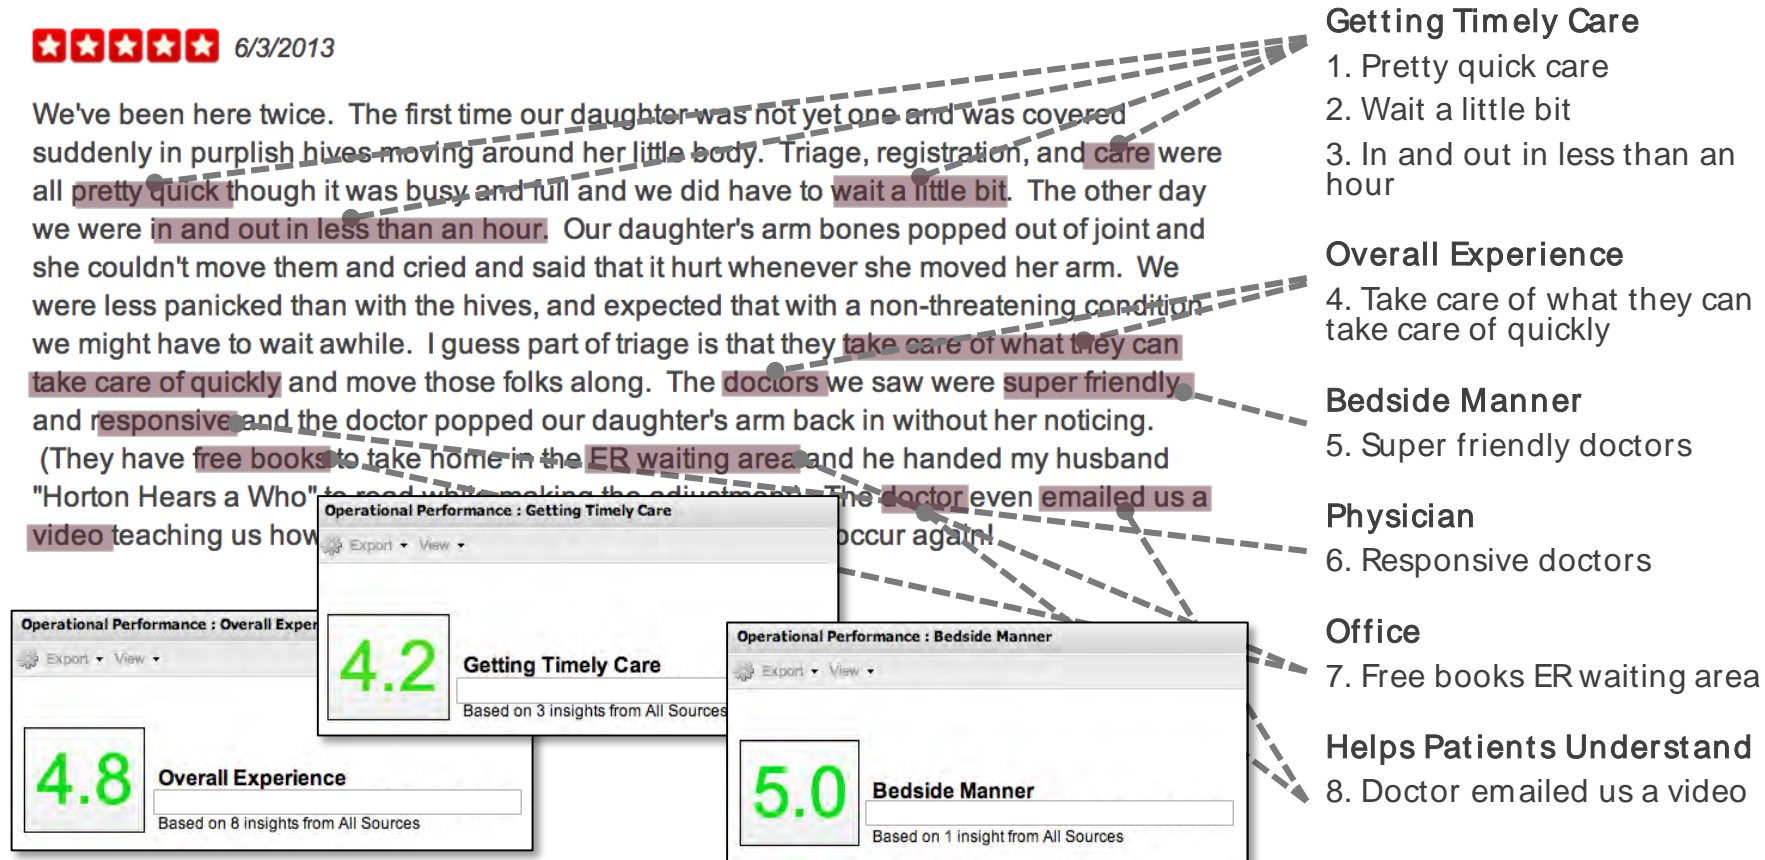 6/3/2013
We've been here twice. The first time our daughter was not yet one and was covered
suddenly in purplish hives moving around her little body. Triage, registration, and care were
all pretty quick though it was busy and full and we did have to wait a little bit. The other day
we were in and out in less than an hour. Our daughter's arm bones popped out of joint and
she couldn't move them and cried and said that it hurt whenever she moved her arm. We
were less panicked than with the hives, and expected that with a non-threatening condition
we might have to wait awhile. I guess part of triage is that they take care of what they can
take care of quickly and move those folks along. The doctors we saw were super friendly
and responsive and the doctor popped our daughter's arm back in without her noticing.
(They have free books to take home in the ER waiting area and he handed my husband
"Horton Hears a Who" to read while making the adjustment). The doctor even emailed us a
video teaching us how occur again!
Getting Timely Care
1. Pretty quick care
2. Wait a little bit
3. In and out in less than an
hour
Overall Experience
4. Take care of what they can
take care of quickly
Bedside Manner
5. Super friendly doctors
Physician
6. Responsive doctors
Office
7. Free books ER waiting area
Helps Patients Understand
8. Doctor emailed us a video
Operational Performance : Getting Timely Care
Export View
4.2
Getting Timely Care
Based on 3 insights from All Sources
Operational Performance : Overall Exper
Export View
4.8
Overall Experience
Based on 8 insights from All Sources
Operational Performance : Bedside Manner
Export View
5.0
Bedside Manner
Based on 1 insight from All Sources